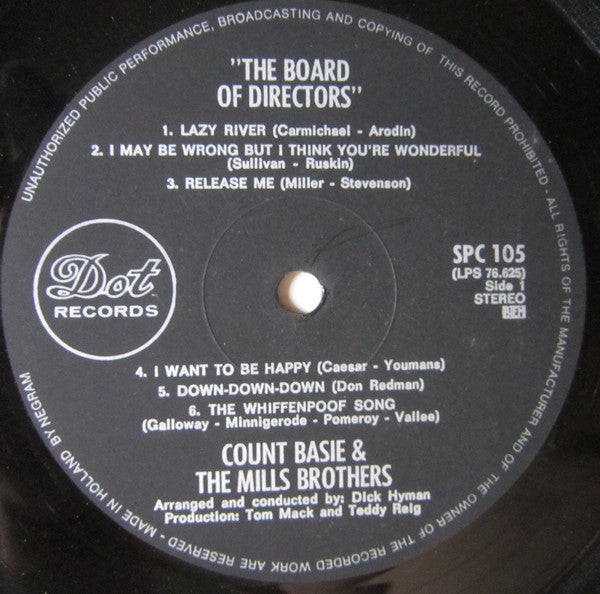 UNAUTHORIZED PUBLIC PERFORMANCE, BROADCASTING AND COPYING OF THIS RECORD PROHIBITED - ALL RIGHTS OF THE MANUFACTURER AND OF THE OWNER OF THE RECORDED WORK ARE RESERVED - MADE IN HOLLAND BY NEGRAM
"THE BOARD
OF DIRECTORS"
1. LAZY RIVER (Carmichael - Arodin)
2. I MAY BE WRONG BUT I THINK YOU'RE WONDERFUL
(Sullivan - Ruskin)
3. RELEASE ME (Miller - Stevenson)
Dot
RECORDS
SPC 105
(LPS 76.625)
Side 1
STEREO
BIEM
4. I WANT TO BE HAPPY (Caesar - Youmans)
5. DOWN-DOWN-DOWN (Don Redman)
6. THE WHIFFENPOOF SONG
(Galloway - Minnigerode - Pomeroy - Vallee)
COUNT BASIE &
THE MILLS BROTHERS
Arranged and conducted by: Dick Hyman
Production: Tom Mack and Teddy Reig